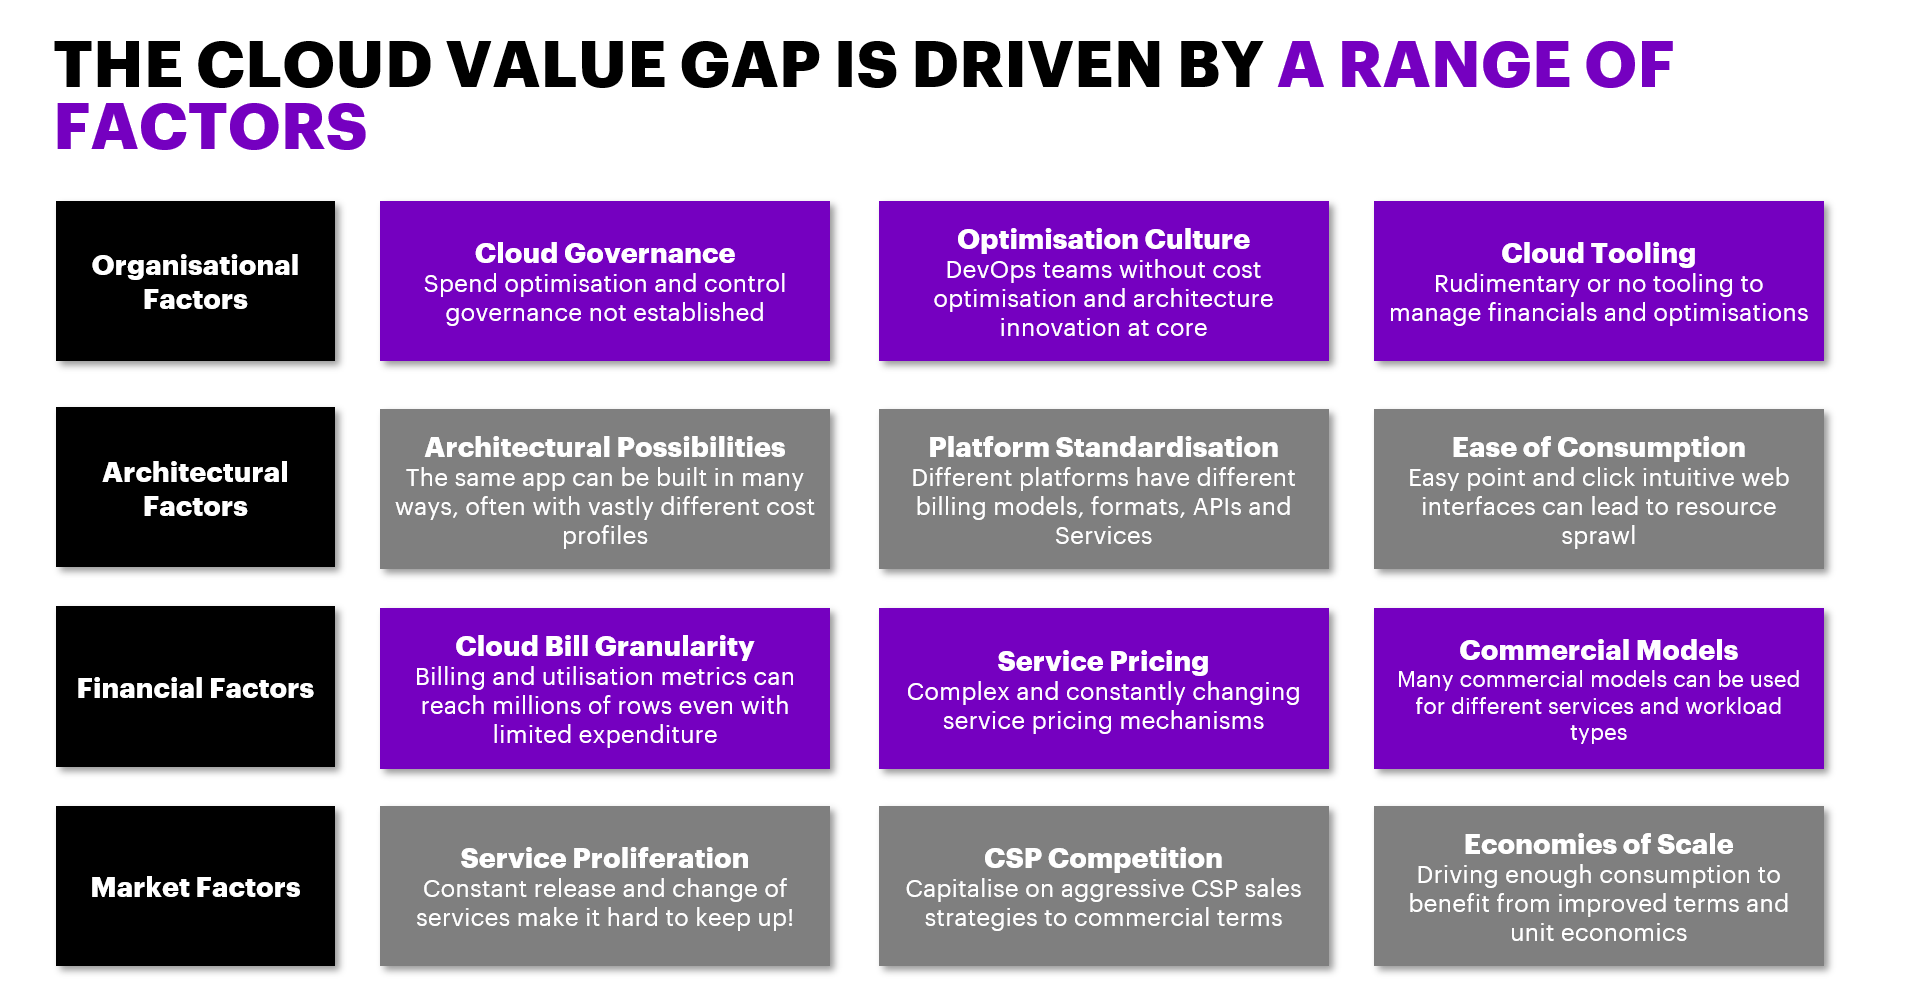 THE CLOUD VALUE GAP IS DRIVEN BY A RANGE OF
FACTORS
Organisational
Factors
Cloud Governance
Spend optimisation and control
governance not established
Optimisation Culture
DevOps teams without cost
optimisation and architecture
innovation at core
Cloud Tooling
Rudimentary or no tooling to
manage financials and optimisations
Architectural
Factors
Architectural Possibilities
The same app can be built in many
ways, often with vastly different cost
profiles
Platform Standardisation
Different platforms have different
billing models, formats, APIs and
Services
Ease of Consumption
Easy point and click intuitive web
interfaces can lead to resource
sprawl
Financial Factors
Cloud Bill Granularity
Billing and utilisation metrics can
reach millions of rows even with
limited expenditure
Service Pricing
Complex and constantly changing
service pricing mechanisms
Commercial Models
Many commercial models can be used
for different services and workload
types
Market Factors
Service Proliferation
Constant release and change of
services make it hard to keep up!
CSP Competition
Capitalise on aggressive CSP sales
strategies to commercial terms
Economies of Scale
Driving enough consumption to
benefit from improved terms and
unit economics